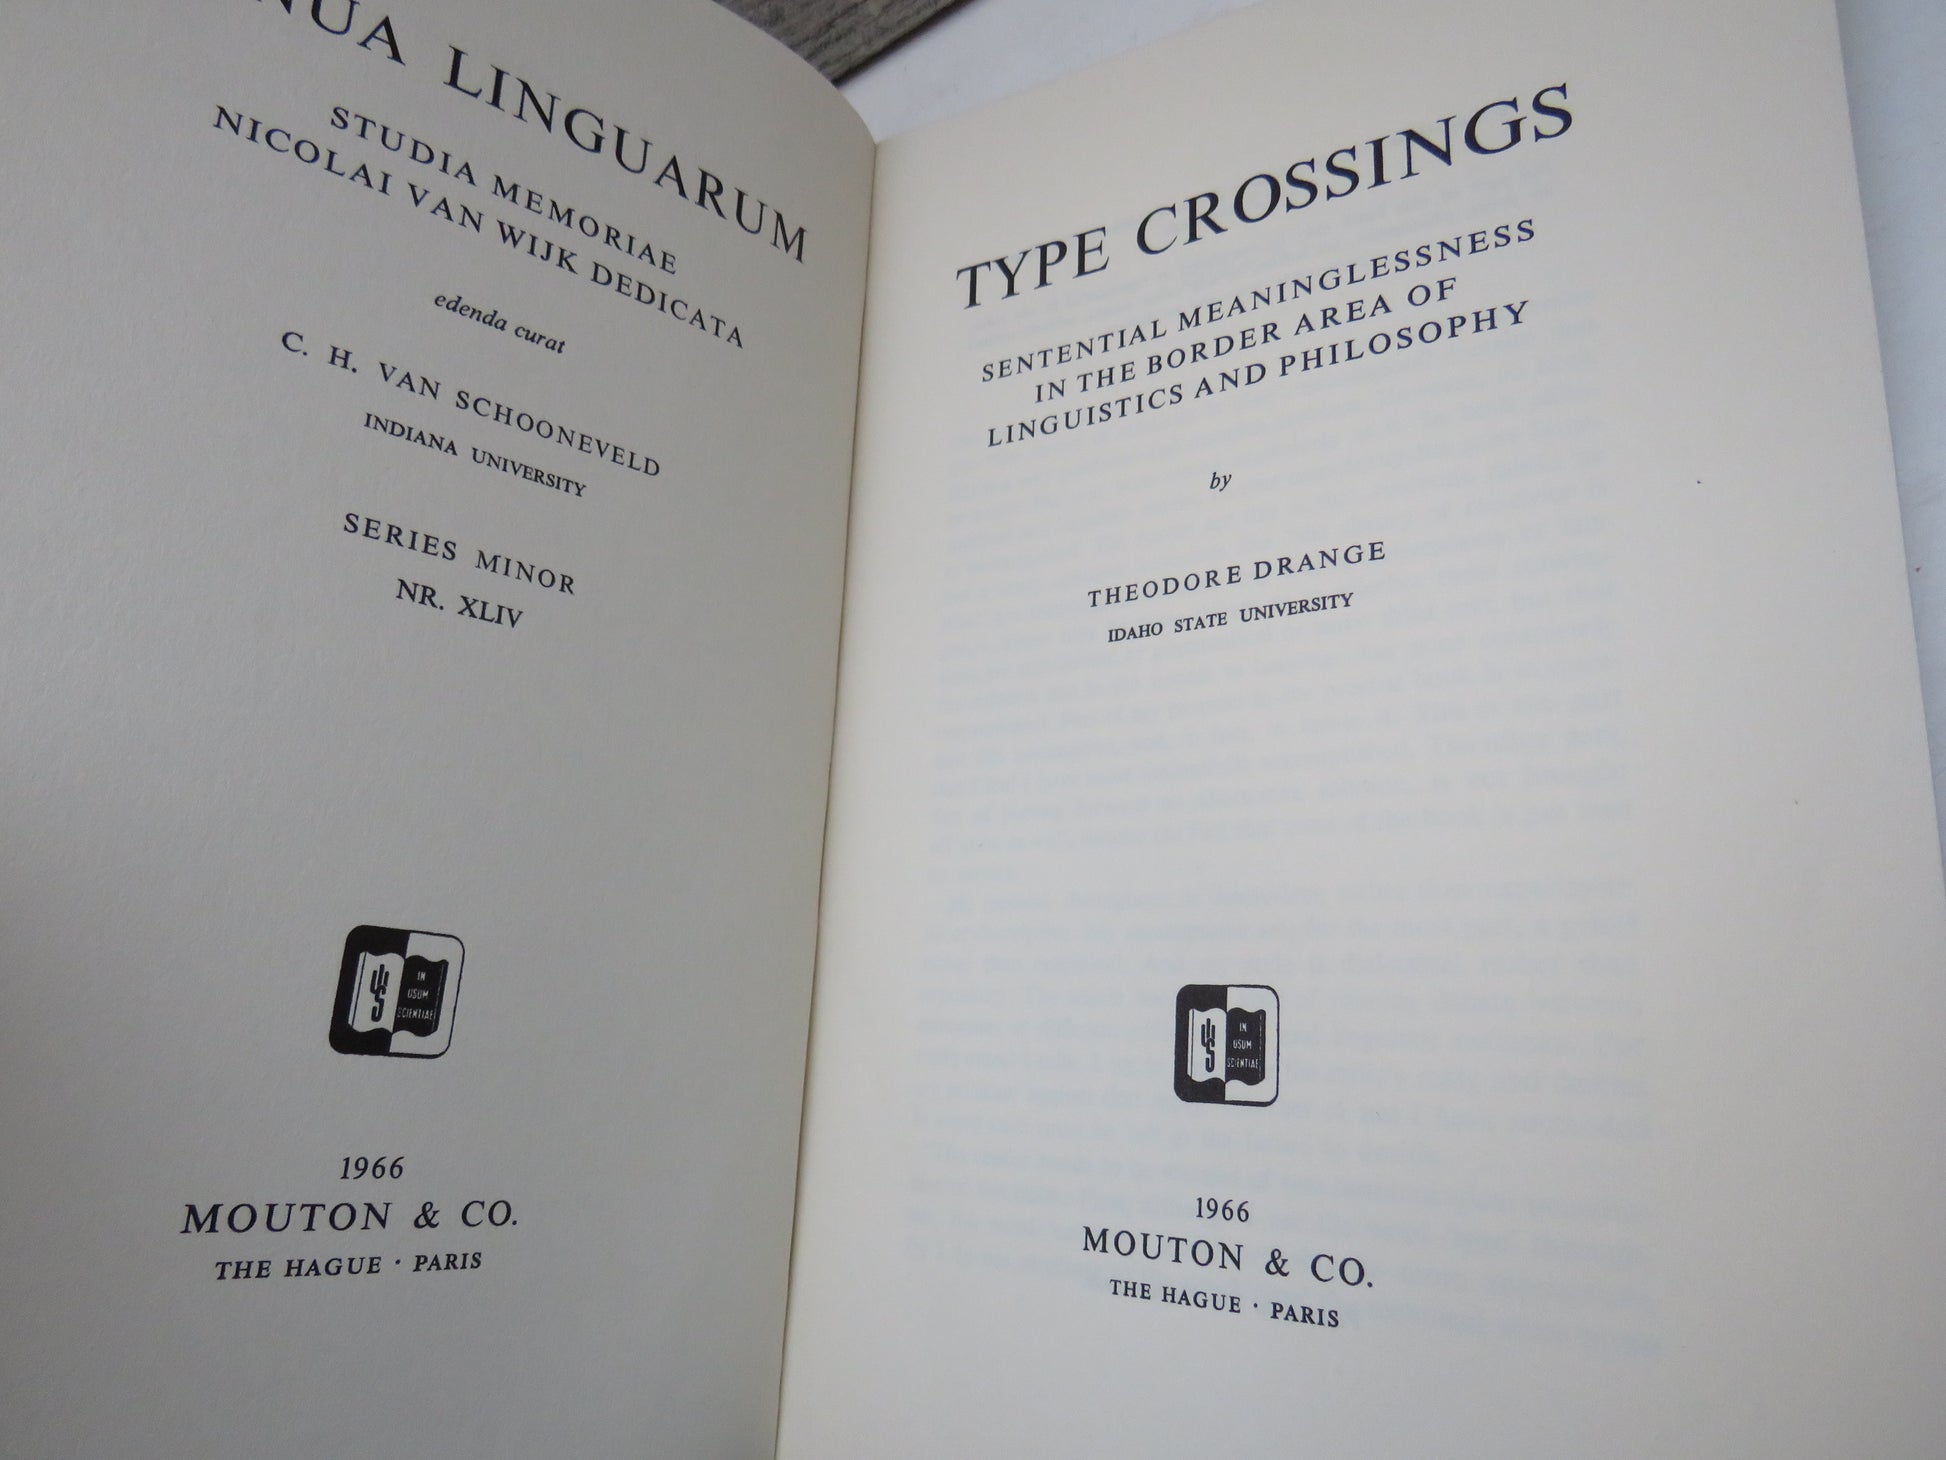 NUA LINGUARUM
STUDIA MEMORIAE
NICOLAI VAN WIJK DEDICATA
edenda curat
C. H. VAN SCHOONEVELD
INDIANA UNIVERSITY
SERIES MINOR
NR. XLIV
IN
USUM
SCIENTIAE
1966
MOUTON & CO.
THE HAGUE · PARIS
TYPE CROSSINGS
SENTENTIAL MEANINGLESSNESS
IN THE BORDER AREA OF
LINGUISTICS AND PHILOSOPHY
by
THEODORE DRANGE
IDAHO STATE UNIVERSITY
IN
USUM
SCIENTIAE
1966
MOUTON & CO.
THE HAGUE · PARIS